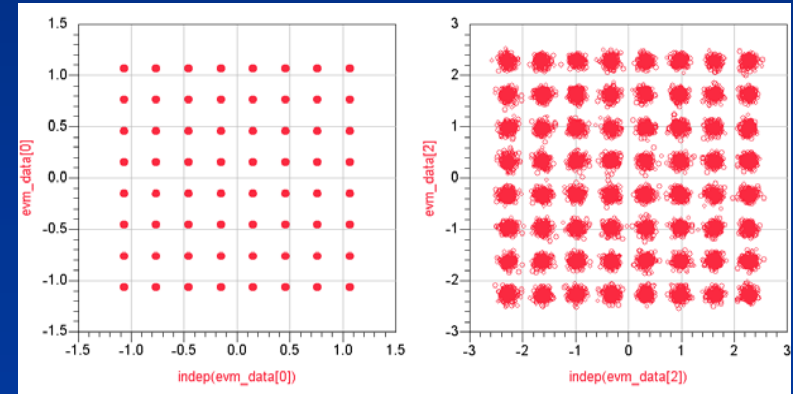 1.5
1.0
0.5
0.0
-0.5
-1.0
-1.5
evm_data[0]
-1.5 -1.0 -0.5 0.0 0.5 1.0 1.5
indep(evm_data[0])
3
2
1
0
-1
-2
-3
evm_data[2]
-3 -2 -1 0 1 2 3
indep(evm_data[2])